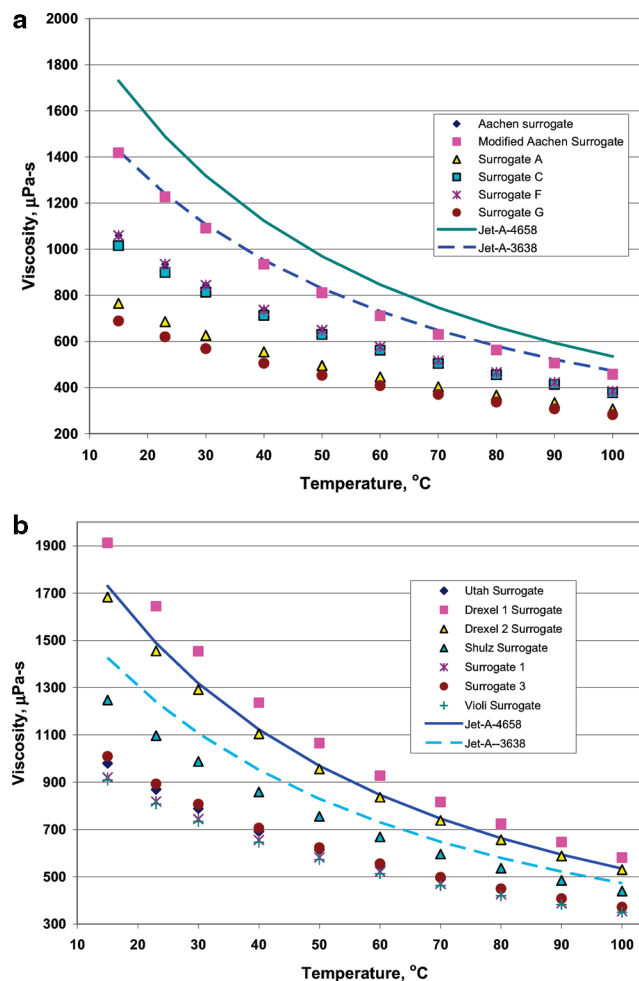 a
2000
1800
1600
1400
1200
1000
800
600
400
200
Viscosity, µPa-s
Aachen surrogate
Modified Aachen Surrogate
Surrogate A
Surrogate C
Surrogate F
Surrogate G
Jet-A-4658
Jet-A-3638
10 20 30 40 50 60 70 80 90 100
Temperature, °C
b
1900
1700
1500
1300
1100
900
700
500
300
Viscosity, µPa-s
Utah Surrogate
Drexel 1 Surrogate
Drexel 2 Surrogate
Shulz Surrogate
Surrogate 1
Surrogate 3
Violi Surrogate
Jet-A-4658
Jet-A--3638
10 20 30 40 50 60 70 80 90 100
Temperature, °C